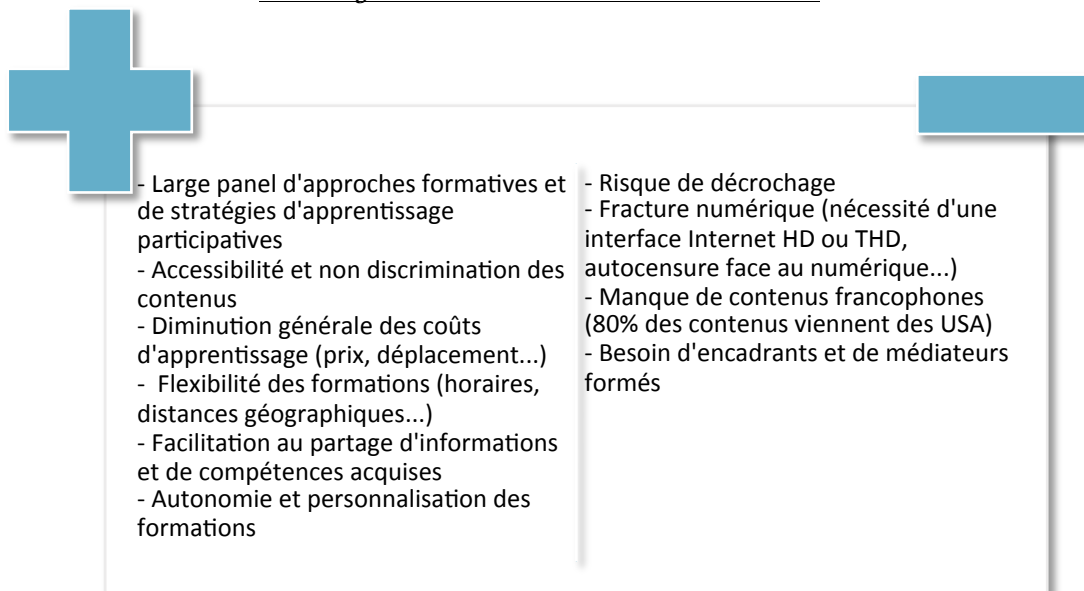 - Large panel d'approches formatives et
de stratégies d'apprentissage
participatives
- Accessibilité et non discrimination des
contenus
- Diminution générale des coûts
d'apprentissage (prix, déplacement...)
-  Flexibilité des formations (horaires,
distances géographiques...)
- Facilitation au partage d'informations
et de compétences acquises
- Autonomie et personnalisation des
formations
- Risque de décrochage
- Fracture numérique (nécessité d'une
interface Internet HD ou THD,
autocensure face au numérique...)
- Manque de contenus francophones
(80% des contenus viennent des USA)
- Besoin d'encadrants et de médiateurs
formés